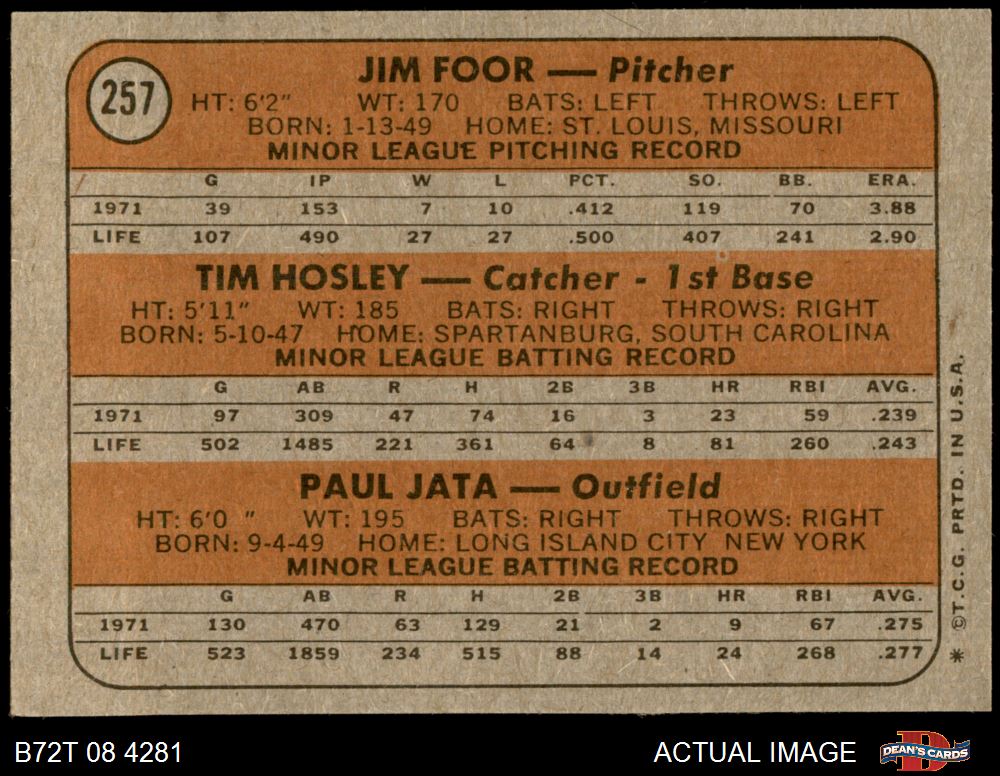 257
JIM FOOR — Pitcher
HT: 6'2" WT: 170 BATS: LEFT THROWS: LEFT
BORN: 1-13-49 HOME: ST. LOUIS, MISSOURI
MINOR LEAGUE PITCHING RECORD
G IP W L PCT. SO. BB. ERA.
1971 39 153 7 10 .412 119 70 3.88
LIFE 107 490 27 27 .500 407 241 2.90
TIM HOSLEY — Catcher - 1st Base
HT: 5'11" WT: 185 BATS: RIGHT THROWS: RIGHT
BORN: 5-10-47 HOME: SPARTANBURG, SOUTH CAROLINA
MINOR LEAGUE BATTING RECORD
G AB R H 2B 3B HR RBI AVG.
1971 97 309 47 74 16 3 23 59 .239
LIFE 502 1485 221 361 64 8 81 260 .243
PAUL JATA — Outfield
HT: 6'0 " WT: 195 BATS: RIGHT THROWS: RIGHT
BORN: 9-4-49 HOME: LONG ISLAND CITY NEW YORK
MINOR LEAGUE BATTING RECORD
G AB R H 2B 3B HR RBI AVG.
1971 130 470 63 129 21 2 9 67 .275
LIFE 523 1859 234 515 88 14 24 268 .277
* ©T.C.G. PRTD. IN U.S.A.
B72T 08 4281
ACTUAL IMAGE
D
DEAN'S CARDS